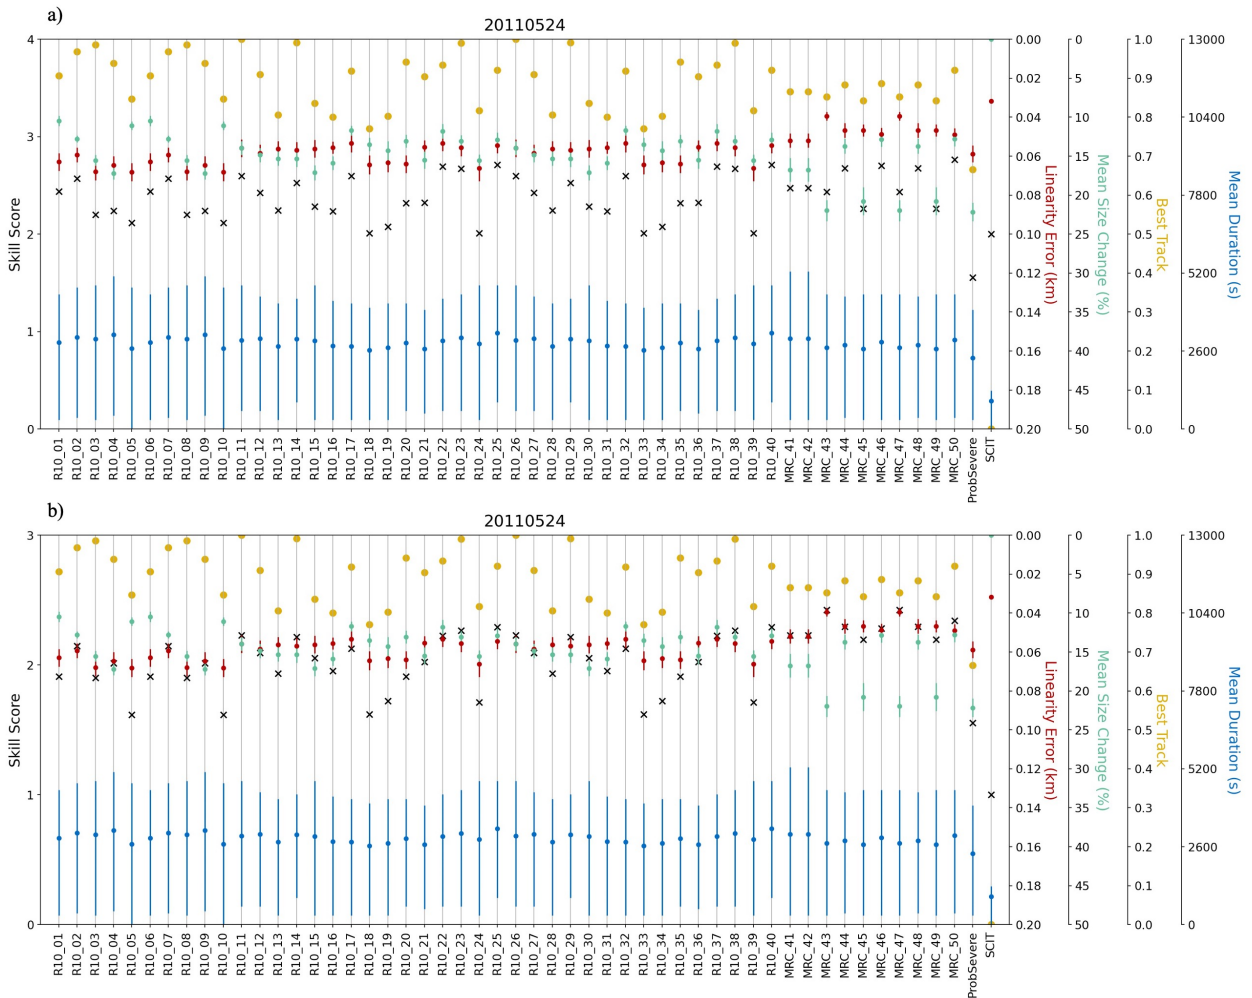 a)
20110524
Skill Score
4
3
2
1
0
0.00
0.02
0.04
0.06
0.08
0.10
0.12
0.14
0.16
0.18
0.20
Linearity Error (km)
0
5
10
15
20
25
30
35
40
45
50
Mean Size Change (%)
1.0
0.9
0.8
0.7
0.6
0.5
0.4
0.3
0.2
0.1
0.0
Best Track
13000
10400
7800
5200
2600
0
Mean Duration (s)
R10_01
R10_02
R10_03
R10_04
R10_05
R10_06
R10_07
R10_08
R10_09
R10_10
R10_11
R10_12
R10_13
R10_14
R10_15
R10_16
R10_17
R10_18
R10_19
R10_20
R10_21
R10_22
R10_23
R10_24
R10_25
R10_26
R10_27
R10_28
R10_29
R10_30
R10_31
R10_32
R10_33
R10_34
R10_35
R10_36
R10_37
R10_38
R10_39
R10_40
MRC_41
MRC_42
MRC_43
MRC_44
MRC_45
MRC_46
MRC_47
MRC_48
MRC_49
MRC_50
ProbSevere
SCIT
b)
20110524
Skill Score
3
2
1
0
0.00
0.02
0.04
0.06
0.08
0.10
0.12
0.14
0.16
0.18
0.20
Linearity Error (km)
0
5
10
15
20
25
30
35
40
45
50
Mean Size Change (%)
1.0
0.9
0.8
0.7
0.6
0.5
0.4
0.3
0.2
0.1
0.0
Best Track
13000
10400
7800
5200
2600
0
Mean Duration (s)
R10_01
R10_02
R10_03
R10_04
R10_05
R10_06
R10_07
R10_08
R10_09
R10_10
R10_11
R10_12
R10_13
R10_14
R10_15
R10_16
R10_17
R10_18
R10_19
R10_20
R10_21
R10_22
R10_23
R10_24
R10_25
R10_26
R10_27
R10_28
R10_29
R10_30
R10_31
R10_32
R10_33
R10_34
R10_35
R10_36
R10_37
R10_38
R10_39
R10_40
MRC_41
MRC_42
MRC_43
MRC_44
MRC_45
MRC_46
MRC_47
MRC_48
MRC_49
MRC_50
ProbSevere
SCIT